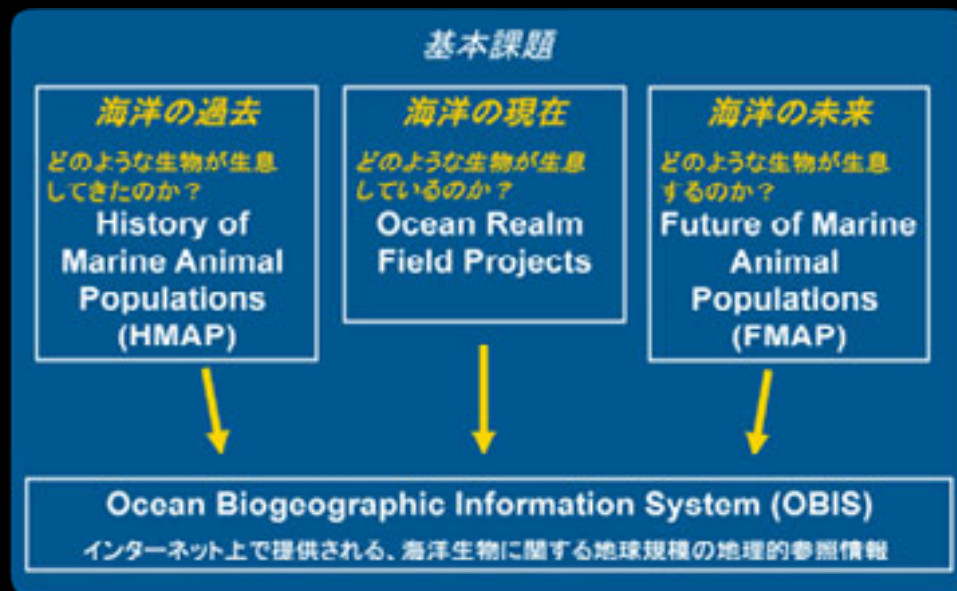 基本課題
海洋の過去
どのような生物が生息
してきたのか？
History of
Marine Animal
Populations
(HMAP)
海洋の現在
どのような生物が生息
しているのか？
Ocean Realm
Field Projects
海洋の未来
どのような生物が生息
するのか？
Future of Marine
Animal
Populations
(FMAP)
Ocean Biogeographic Information System (OBIS)
インターネット上で提供される、海洋生物に関する地球規模の地理的参照情報